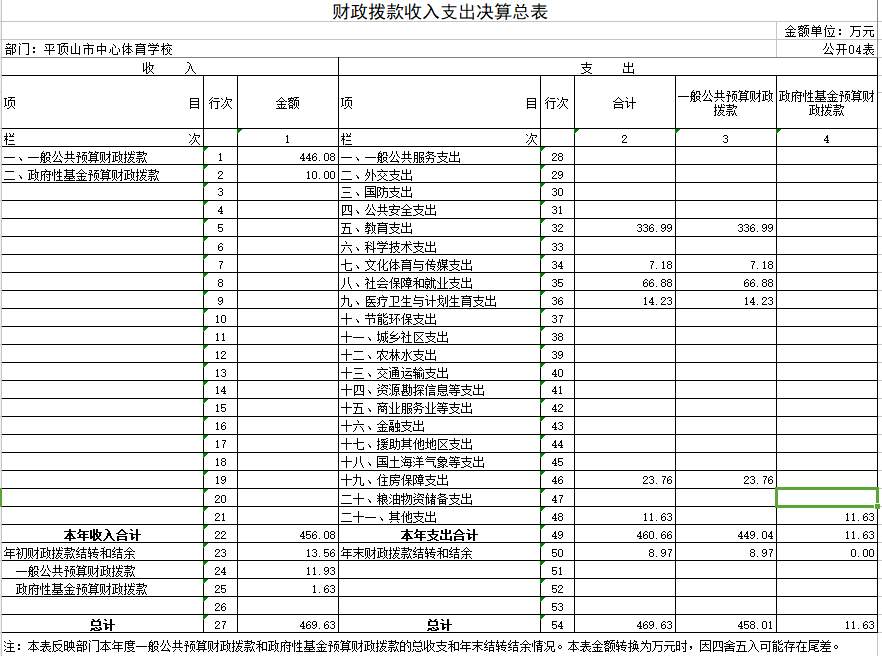 财政拨款收入支出决算总表
金额单位：万元
部门：平顶山市中心体育学校 公开04表
收 入 支 出
项 目 行次 金额 项 目 行次 合计 一般公共预算财政拨款 政府性基金预算财政拨款
栏 次 1 栏 次 2 3 4
一、一般公共预算财政拨款 1 446.08 一、一般公共服务支出 28
二、政府性基金预算财政拨款 2 10.00 二、外交支出 29
3 三、国防支出 30
4 四、公共安全支出 31
5 五、教育支出 32 336.99 336.99
6 六、科学技术支出 33
7 七、文化体育与传媒支出 34 7.18 7.18
8 八、社会保障和就业支出 35 66.88 66.88
9 九、医疗卫生与计划生育支出 36 14.23 14.23
10 十、节能环保支出 37
11 十一、城乡社区支出 38
12 十二、农林水支出 39
13 十三、交通运输支出 40
14 十四、资源勘探信息等支出 41
15 十五、商业服务业等支出 42
16 十六、金融支出 43
17 十七、援助其他地区支出 44
18 十八、国土海洋气象等支出 45
19 十九、住房保障支出 46 23.76 23.76
20 二十、粮油物资储备支出 47
21 二十一、其他支出 48 11.63 11.63
本年收入合计 22 456.08 本年支出合计 49 460.66 449.04 11.63
年初财政拨款结转和结余 23 13.56 年末财政拨款结转和结余 50 8.97 8.97 0.00
一般公共预算财政拨款 24 11.93 51
政府性基金预算财政拨款 25 1.63 52
26 53
总计 27 469.63 总计 54 469.63 458.01 11.63
注：本表反映部门本年度一般公共预算财政拨款和政府性基金预算财政拨款的总收支和年末结转结余情况。本表金额转换为万元时，因四舍五入可能存在尾差。